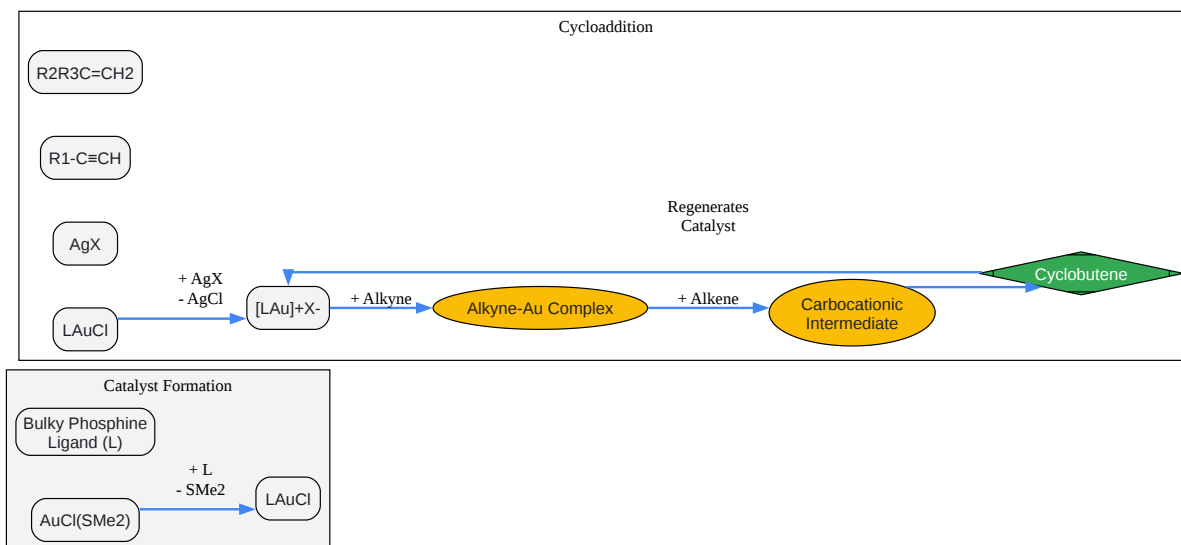 Cycloaddition
R2R3C=CH2
R1-C≡CH
AgX
LAuCl
+ AgX
- AgCl
[LAu]+X-
+ Alkyne
Alkyne-Au Complex
+ Alkene
Carbocationic
Intermediate
Regenerates
Catalyst
Cyclobutene
Catalyst Formation
Bulky Phosphine
Ligand (L)
AuCl(SMe2)
+ L
- SMe2
LAuCl